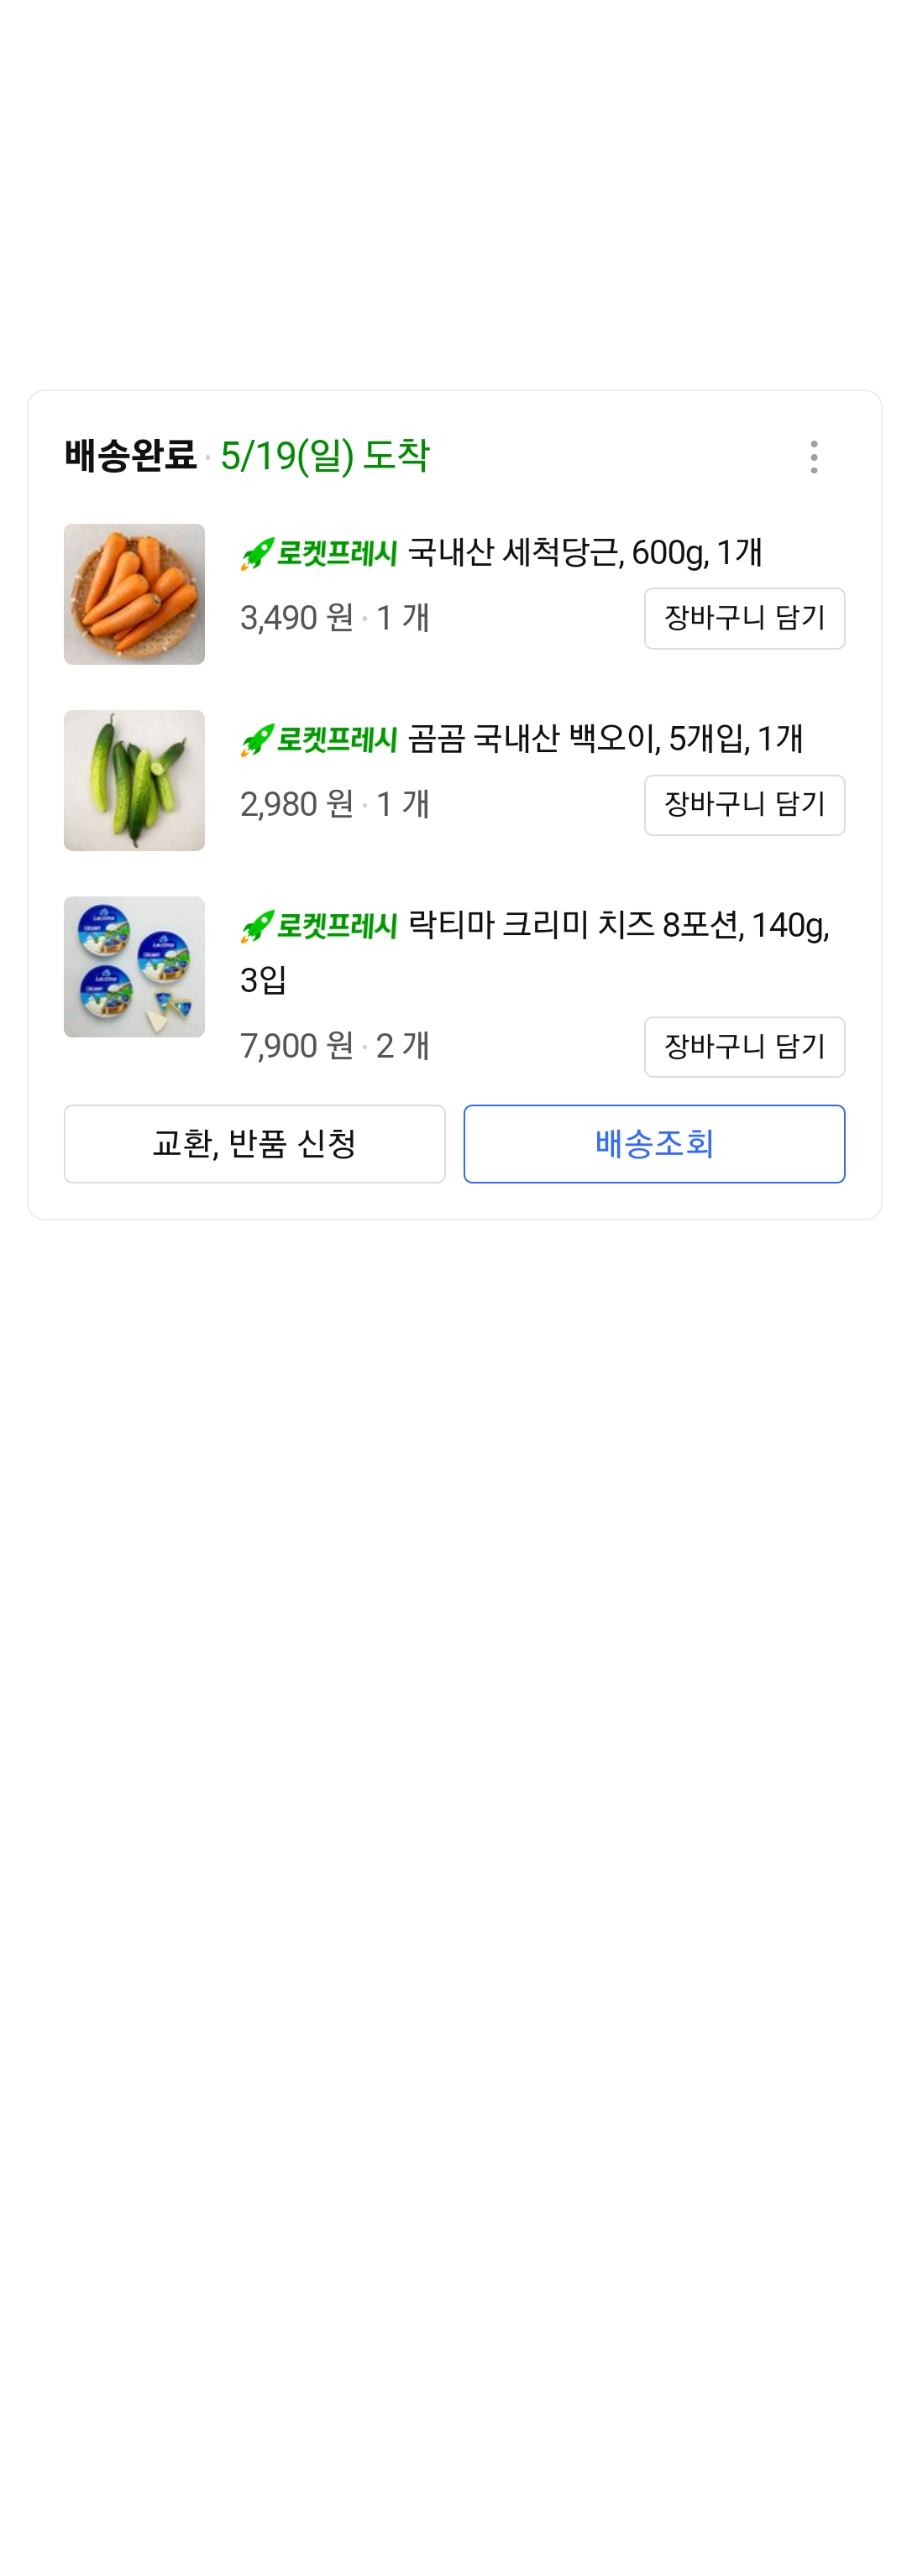 배송완료 · 5/19(일) 도착
로켓프레시 국내산 세척당근, 600g, 1개
3,490 원 · 1 개
장바구니 담기
로켓프레시 곰곰 국내산 백오이, 5개입, 1개
2,980 원 · 1 개
장바구니 담기
로켓프레시 락티마 크리미 치즈 8포션, 140g,
3입
7,900 원 · 2 개
장바구니 담기
교환, 반품 신청
배송조회